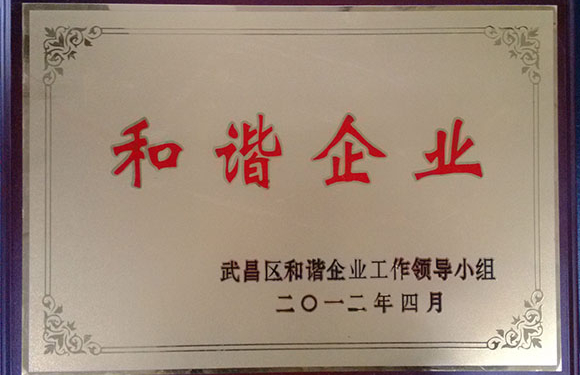 和谐企业
武昌区和谐企业工作领导小组
二〇一二年四月